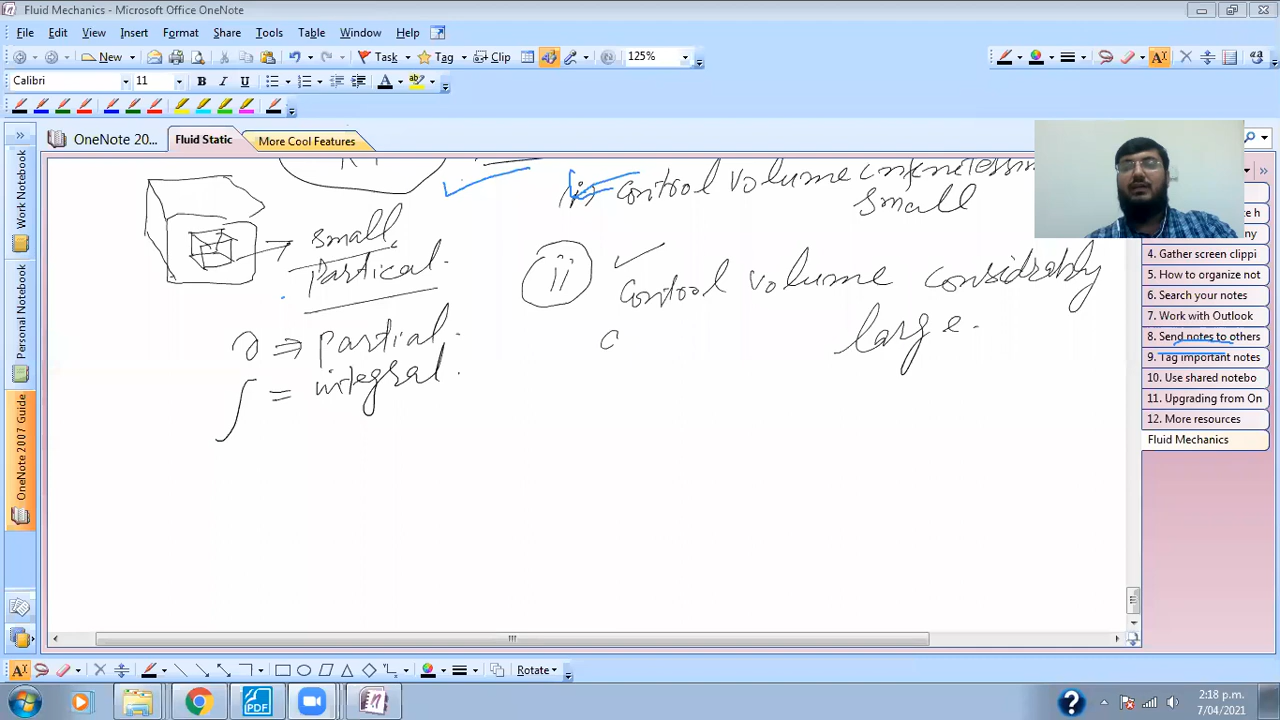 Fluid Mechanics - Microsoft Office OneNote
File Edit View Insert Format Share Tools Table Window Help
New Task Tag Clip 125%
Calibri 11 B I U A ab
OneNote 20... Fluid Static More Cool Features
Work Notebook
Personal Notebook
OneNote 2007 Guide
(i) control volume
small
small
Partical.
ii
control volume considrably
large.
∂ ⇒ partial.
∫ = integral.
4. Gather screen clippi
5. How to organize not
6. Search your notes
7. Work with Outlook
8. Send notes to others
9. Tag important notes
10. Use shared notebo
11. Upgrading from On
12. More resources
Fluid Mechanics
Rotate
2:18 p.m.
7/04/2021
PDF